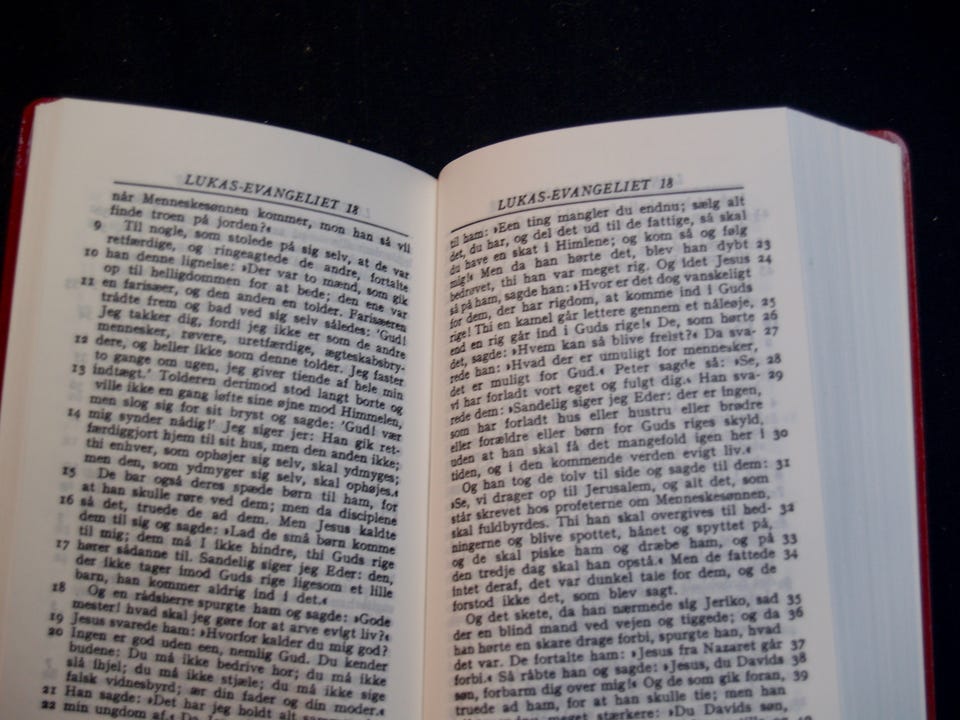 LUKAS-EVANGELIET 18
når Menneskesønnen kommer, mon han så vil
finde troen på jorden?«
9 Til nogle, som stolede på sig selv, at de var
retfærdige, og ringeagtede de andre, fortalte
10 han denne lignelse: »Der var to mænd, som gik
op til helligdommen for at bede; den ene var
11 en farisæer, og den anden en tolder. Farisæeren
trådte frem og bad ved sig selv således: 'Gud!
Jeg takker dig, fordi jeg ikke er som de andre
mennesker, røvere, uretfærdige, ægteskabsbry-
12 dere, og heller ikke som denne tolder. Jeg faster
to gange om ugen, jeg giver tiende af hele min
13 indtægt.' Tolderen derimod stod langt borte og
ville ikke en gang løfte sine øjne mod Himmelen,
men slog sig for sit bryst og sagde: 'Gud! vær
14 mig synder nådig!' Jeg siger jer: Han gik ret-
færdiggjort hjem til sit hus, men den anden ikke;
thi enhver, som ophøjer sig selv, skal ydmyges;
men den, som ydmyger sig selv, skal ophøjes.«
15 De bar også deres spæde børn til ham, for
at han skulle røre ved dem; men da disciplene
16 så det, truede de ad dem. Men Jesus kaldte
dem til sig og sagde: »Lad de små børn komme
til mig; dem må I ikke hindre, thi Guds rige
17 hører sådanne til. Sandelig siger jeg Eder: den,
der ikke tager imod Guds rige ligesom et lille
barn, han kommer aldrig ind i det.«
18 Og en rådsherre spurgte ham og sagde: »Gode
mester! hvad skal jeg gøre for at arve evigt liv?«
19 Jesus svarede ham: »Hvorfor kalder du mig god?
20 Ingen er god uden een, nemlig Gud. Du kender
budene: Du må ikke bedrive hor; du må ikke
slå ihjel; du må ikke stjæle; du må ikke sige
falsk vidnesbyrd; ær din fader og din moder.«
21 Han sagde: »Det har jeg holdt alt sammen
22 min ungdom af.« Da
LUKAS-EVANGELIET 18
til ham: »Een ting mangler du endnu; sælg alt
det, du har, og del det ud til de fattige, så skal
du have en skat i Himlene; og kom så og følg
mig!« Men da han hørte det, blev han dybt 23
bedrøvet, thi han var meget rig. Og idet Jesus 24
så på ham, sagde han: »Hvor er det dog vanskeligt
for dem, der har rigdom, at komme ind i Guds
rige! Thi en kamel går lettere gennem et nåleøje, 25
end en rig går ind i Guds rige!« De, som hørte 26
det, sagde: »Hvem kan så blive frelst?« Da sva- 27
rede han: »Hvad der er umuligt for mennesker,
det er muligt for Gud.« Peter sagde så: »Se, 28
vi har forladt vort eget og fulgt dig.« Han sva- 29
rede dem: »Sandelig siger jeg Eder: der er ingen,
som har forladt hus eller hustru eller brødre
eller forældre eller børn for Guds riges skyld,
uden at han skal få det mangefold igen her i 30
tiden, og i den kommende verden evigt liv.«
Og han tog de tolv til side og sagde til dem: 31
»Se, vi drager op til Jerusalem, og alt det, som
står skrevet hos profeterne om Menneskesønnen,
skal fuldbyrdes. Thi han skal overgives til hed- 32
ningerne og blive spottet, hånet og spyttet på,
og de skal piske ham og dræbe ham, og på 33
den tredje dag skal han opstå.« Men de fattede 34
intet deraf, det var dunkel tale for dem, og de
forstod ikke det, som blev sagt.
Og det skete, da han nærmede sig Jeriko, sad 35
der en blind mand ved vejen og tiggede; og da 36
han hørte en skare drage forbi, spurgte han, hvad
det var. De fortalte ham: »Jesus fra Nazaret går 37
forbi.« Så råbte han og sagde: »Jesus, du Davids 38
søn, forbarm dig over mig!« Og de som gik foran, 39
truede ad ham, for at han skulle tie; men han
meget stærkere: »Du Davids søn,